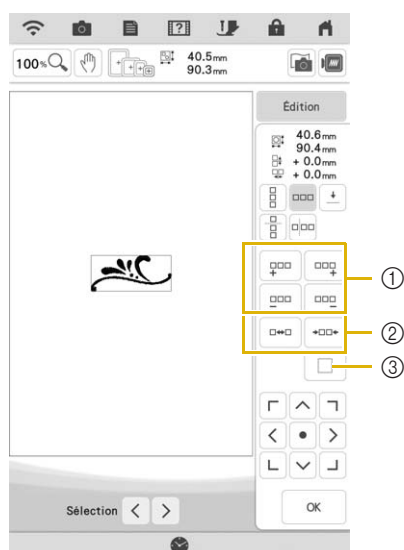 100% 40.5mm
90.3mm
Édition
40.6mm
90.4mm
+ 0.0mm
+ 0.0mm
①
②
③
Sélection
OK